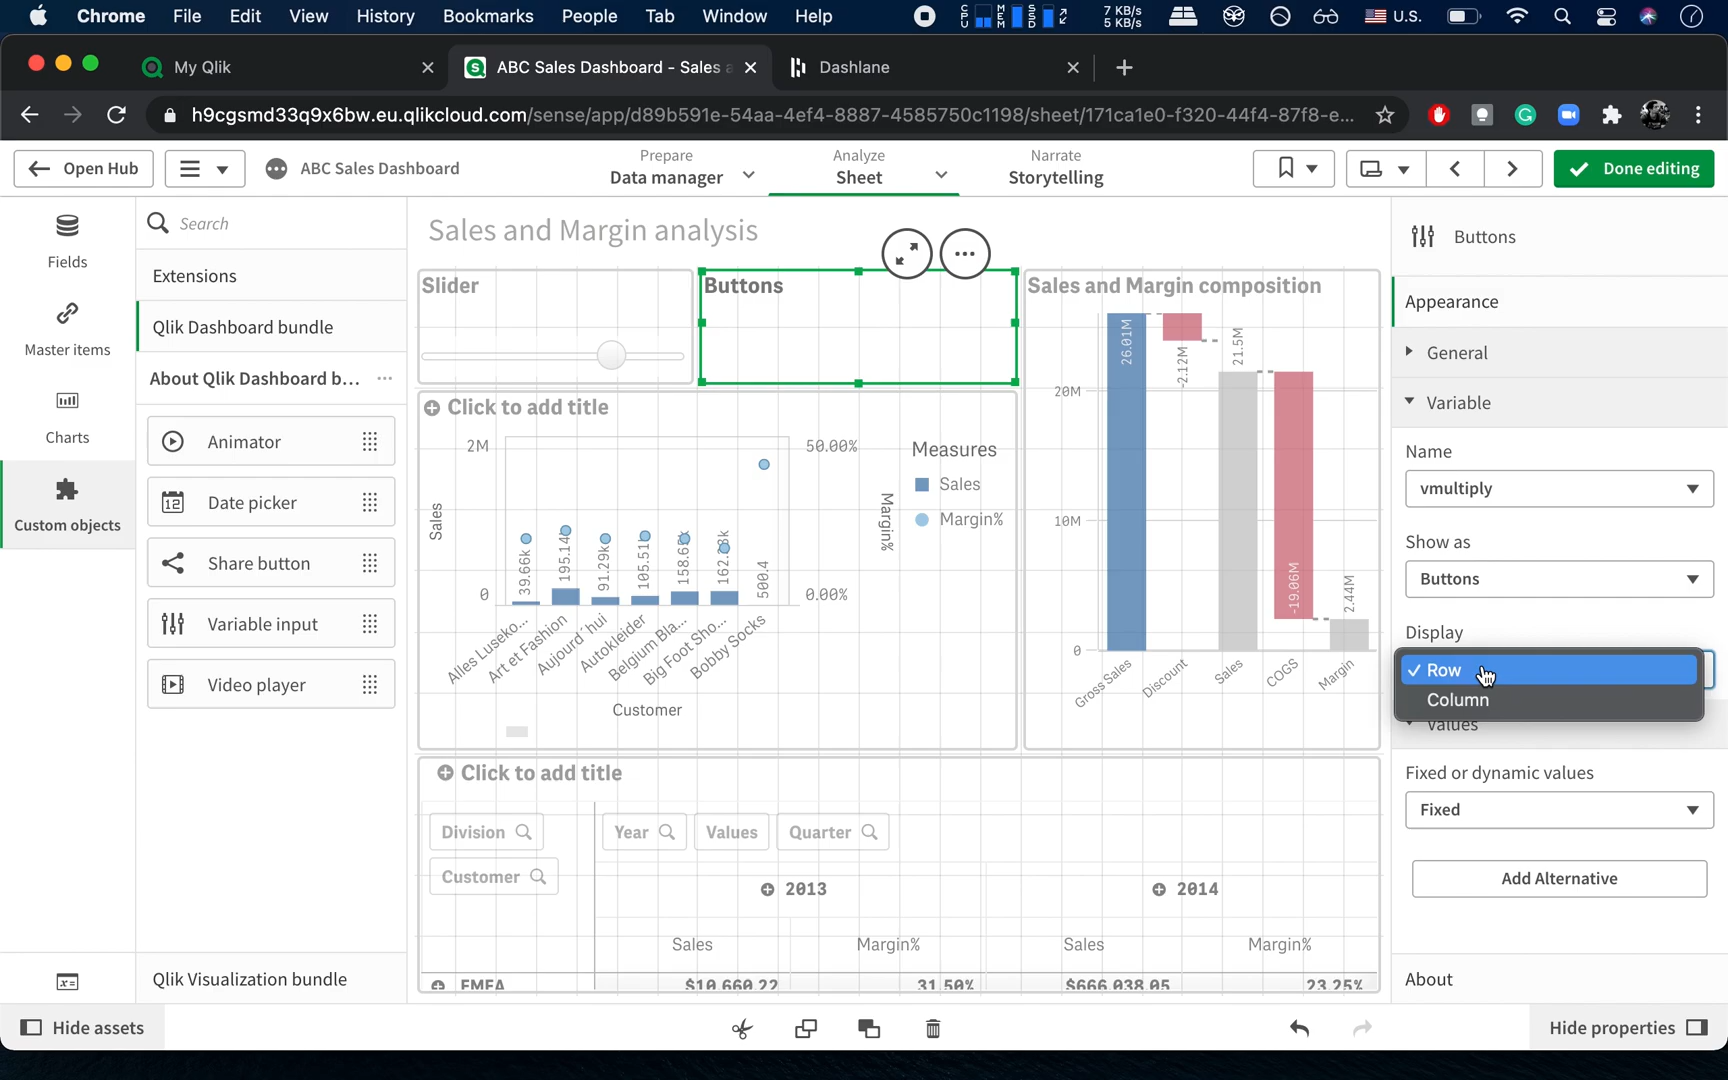 Chrome File Edit View History Bookmarks People Tab Window Help CPU MEM SSD 7 KB/s 5 KB/s U.S.
My Qlik
ABC Sales Dashboard - Sales a
Dashlane
h9cgsmd33q9x6bw.eu.qlikcloud.com/sense/app/d89b591e-54aa-4ef4-8887-4585750c1198/sheet/171ca1e0-f320-44f4-87f8-e...
Open Hub
ABC Sales Dashboard
Prepare
Data manager
Analyze
Sheet
Narrate
Storytelling
Done editing
Fields
Master items
Charts
Custom objects
Search
Extensions
Qlik Dashboard bundle
About Qlik Dashboard b...
Animator
12
Date picker
Share button
Variable input
Video player
Qlik Visualization bundle
Sales and Margin analysis
Slider
Buttons
Sales and Margin composition
26.01M
-2.12M
21.5M
-19.06M
2.44M
20M
10M
0
Gross Sales
Discount
Sales
COGS
Margin
Click to add title
2M
0
Sales
50.00%
0.00%
Margin%
39.66k
91.29k
500.4
Alles Luseko...
Art et Fashion
Aujourd´hui
Autokleider
Belgium Bla...
Big Foot Sho...
Bobby Socks
Customer
Measures
Sales
Margin%
Click to add title
Division
Customer
Year
Values
Quarter
2013
2014
Sales
Margin%
Sales
Margin%
EMEA
$10,660.22
31.50%
$666,038.05
23.25%
Buttons
Appearance
General
Variable
Name
vmultiply
Show as
Buttons
Display
Row
Column
Values
Fixed or dynamic values
Fixed
Add Alternative
About
x=
Hide assets
Hide properties